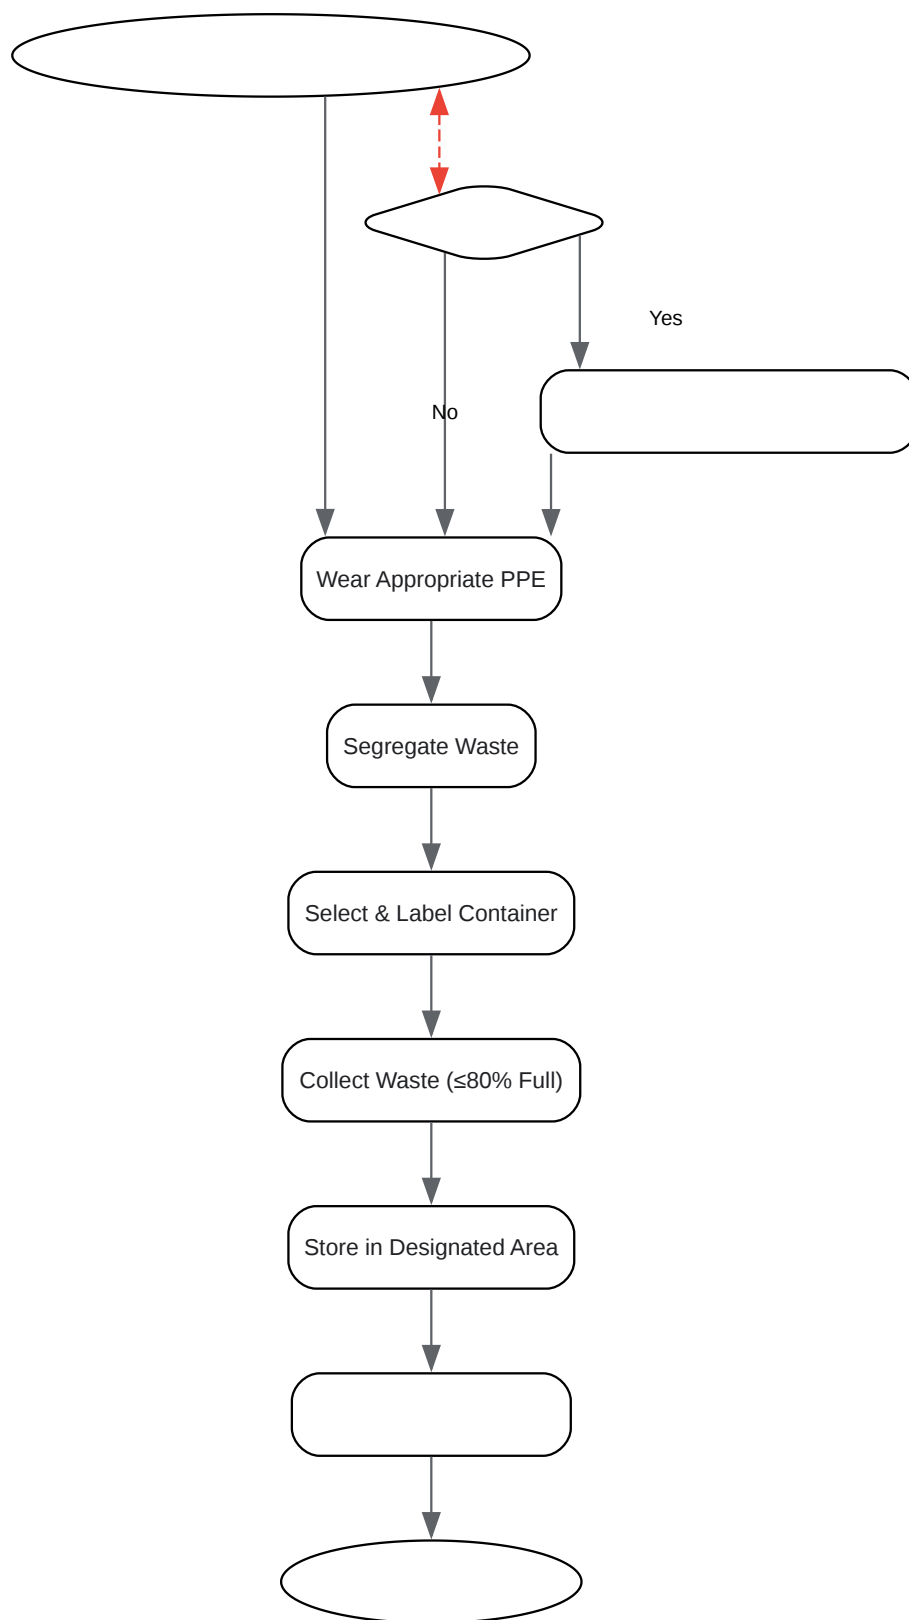 Yes
No
Wear Appropriate PPE
Segregate Waste
Select & Label Container
Collect Waste (≤80% Full)
Store in Designated Area